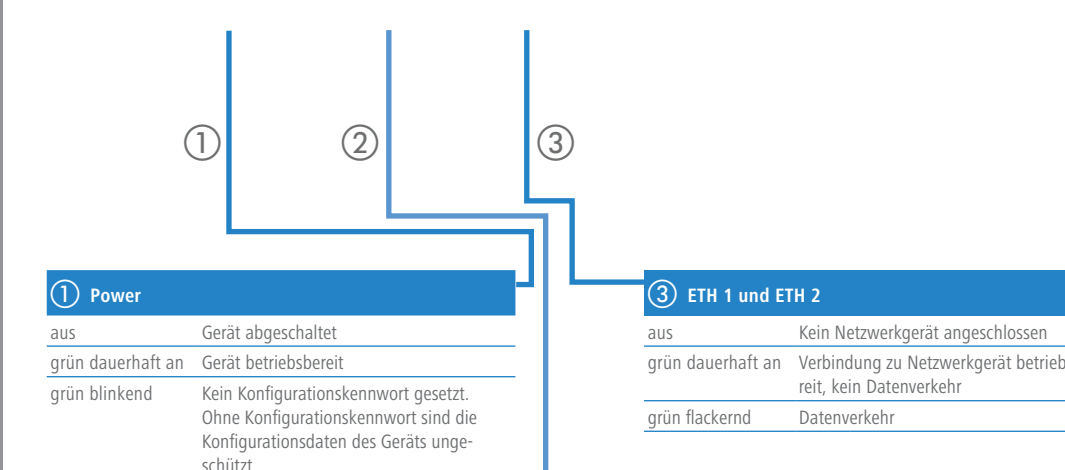 ① ② ③
① Power
aus Gerät abgeschaltet
grün dauerhaft an Gerät betriebsbereit
grün blinkend Kein Konfigurationskennwort gesetzt.
Ohne Konfigurationskennwort sind die
Konfigurationsdaten des Geräts unge-
schützt
③ ETH 1 und ETH 2
aus Kein Netzwerkgerät angeschlossen
grün dauerhaft an Verbindung zu Netzwerkgerät betrieb
reit, kein Datenverkehr
grün flackernd Datenverkehr